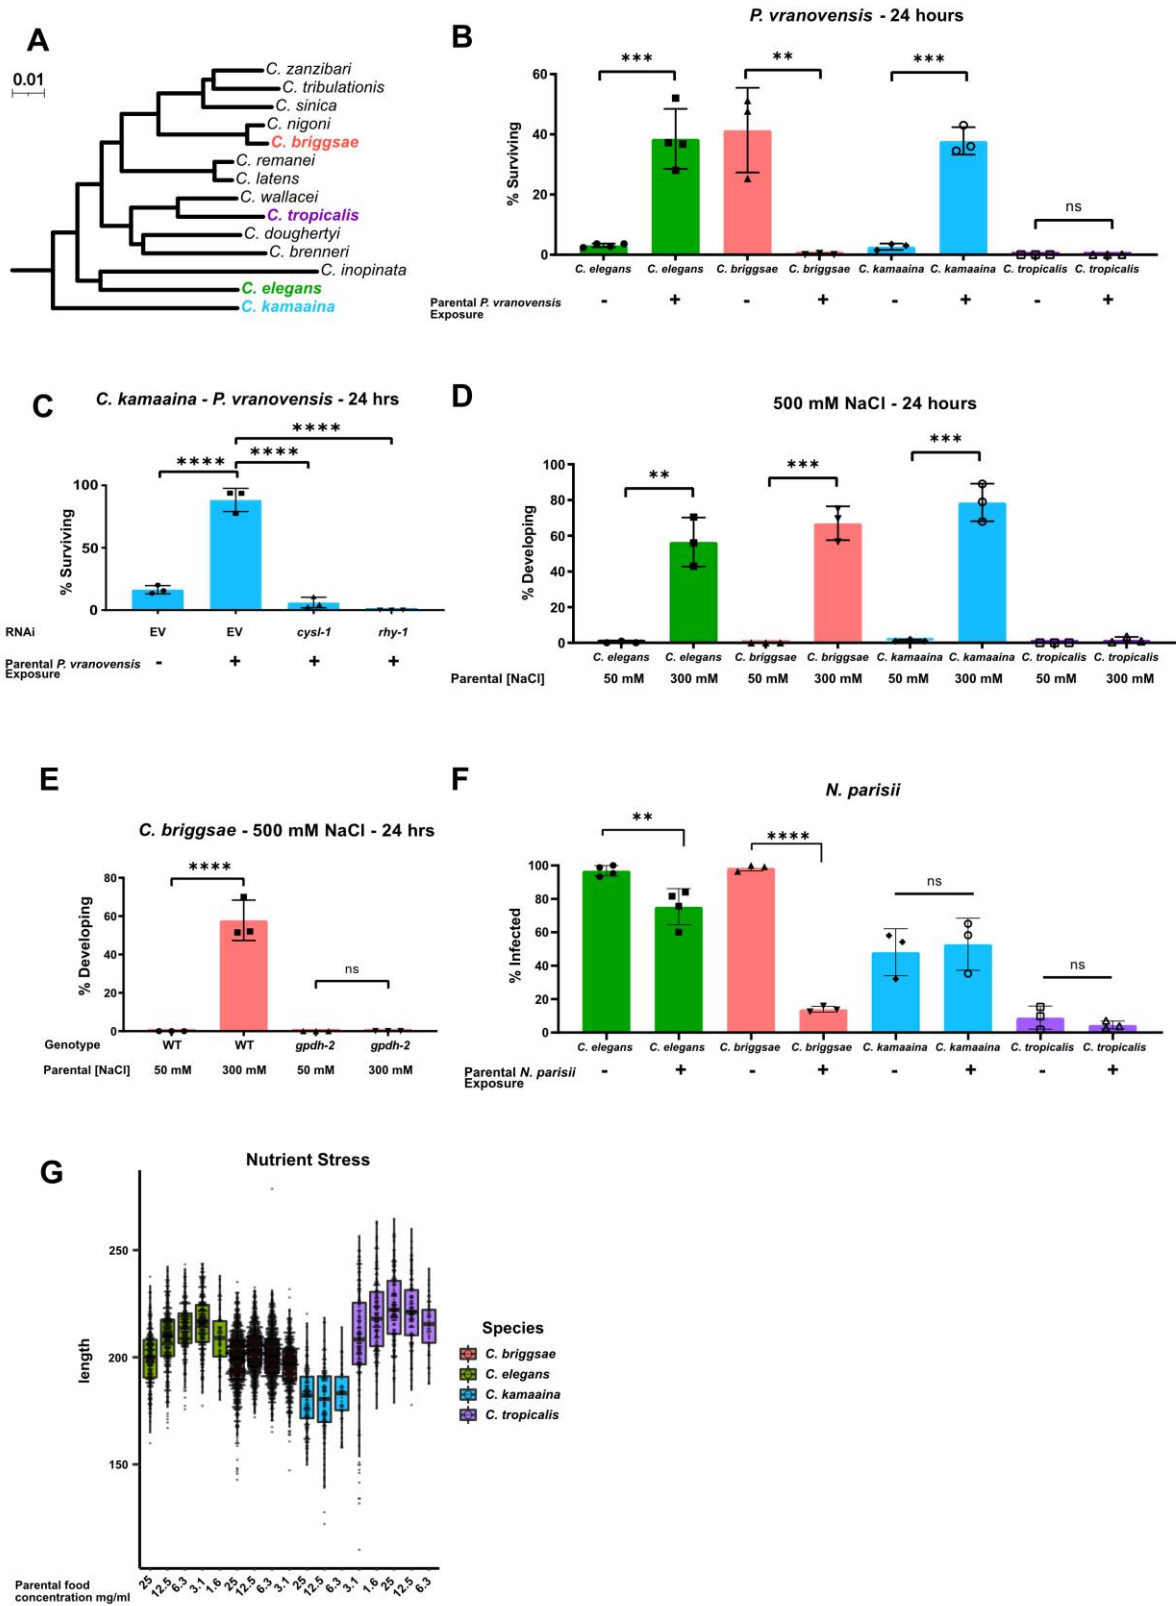 A
0.01
C. zanzibari
C. tribulationis
C. sinica
C. nigoni
C. briggsae
C. remanei
C. latens
C. wallacei
C. tropicalis
C. doughertyi
C. brenneri
C. inopinata
C. elegans
C. kamaaina
B
P. vranovensis - 24 hours
*** ** *** ns
% Surviving
60
40
20
0
C. elegans C. elegans C. briggsae C. briggsae C. kamaaina C. kamaaina C. tropicalis C. tropicalis
Parental P. vranovensis
Exposure
- + - + - + - +
C
C. kamaaina - P. vranovensis - 24 hrs
****
****
****
% Surviving
100
50
0
RNAi EV EV cysl-1 rhy-1
Parental P. vranovensis
Exposure
- + + +
D
500 mM NaCl - 24 hours
** *** ***
% Developing
100
80
60
40
20
0
C. elegans C. elegans C. briggsae C. briggsae C. kamaaina C. kamaaina C. tropicalis C. tropicalis
Parental [NaCl] 50 mM 300 mM 50 mM 300 mM 50 mM 300 mM 50 mM 300 mM
E
C. briggsae - 500 mM NaCl - 24 hrs
**** ns
% Developing
80
60
40
20
0
Genotype WT WT gpdh-2 gpdh-2
Parental [NaCl] 50 mM 300 mM 50 mM 300 mM
F
N. parisii
** **** ns ns
% Infected
100
80
60
40
20
0
C. elegans C. elegans C. briggsae C. briggsae C. kamaaina C. kamaaina C. tropicalis C. tropicalis
Parental N. parisii
Exposure
- + - + - + - +
G
Nutrient Stress
length
250
200
150
Species
C. briggsae
C. elegans
C. kamaaina
C. tropicalis
Parental food
concentration mg/ml
25 12.5 6.3 3.1 1.6 25 12.5 6.3 3.1 25 12.5 6.3 3.1 1.6 25 12.5 6.3